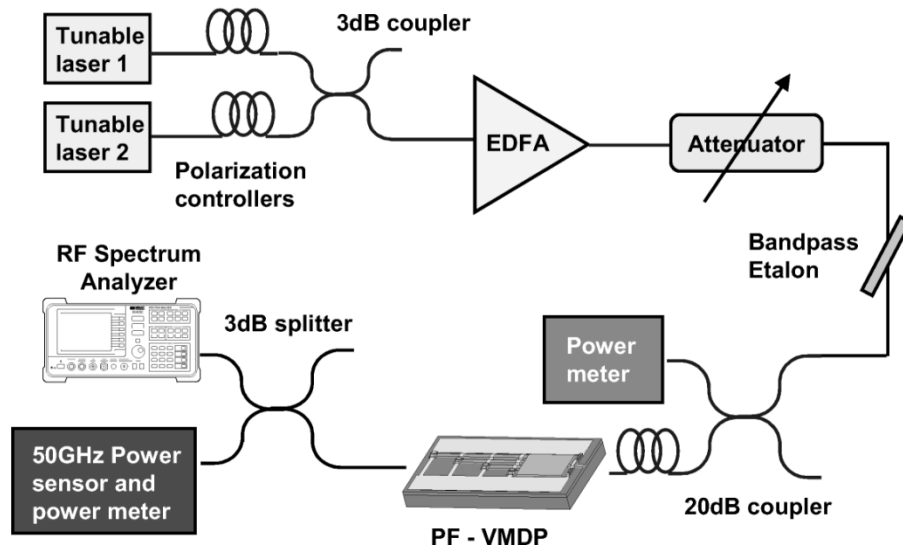 Tunable
laser 1
3dB coupler
Tunable
laser 2
Polarization
controllers
EDFA
Attenuator
Bandpass
Etalon
RF Spectrum
Analyzer
3dB splitter
Power
meter
50GHz Power
sensor and
power meter
PF - VMDP
20dB coupler